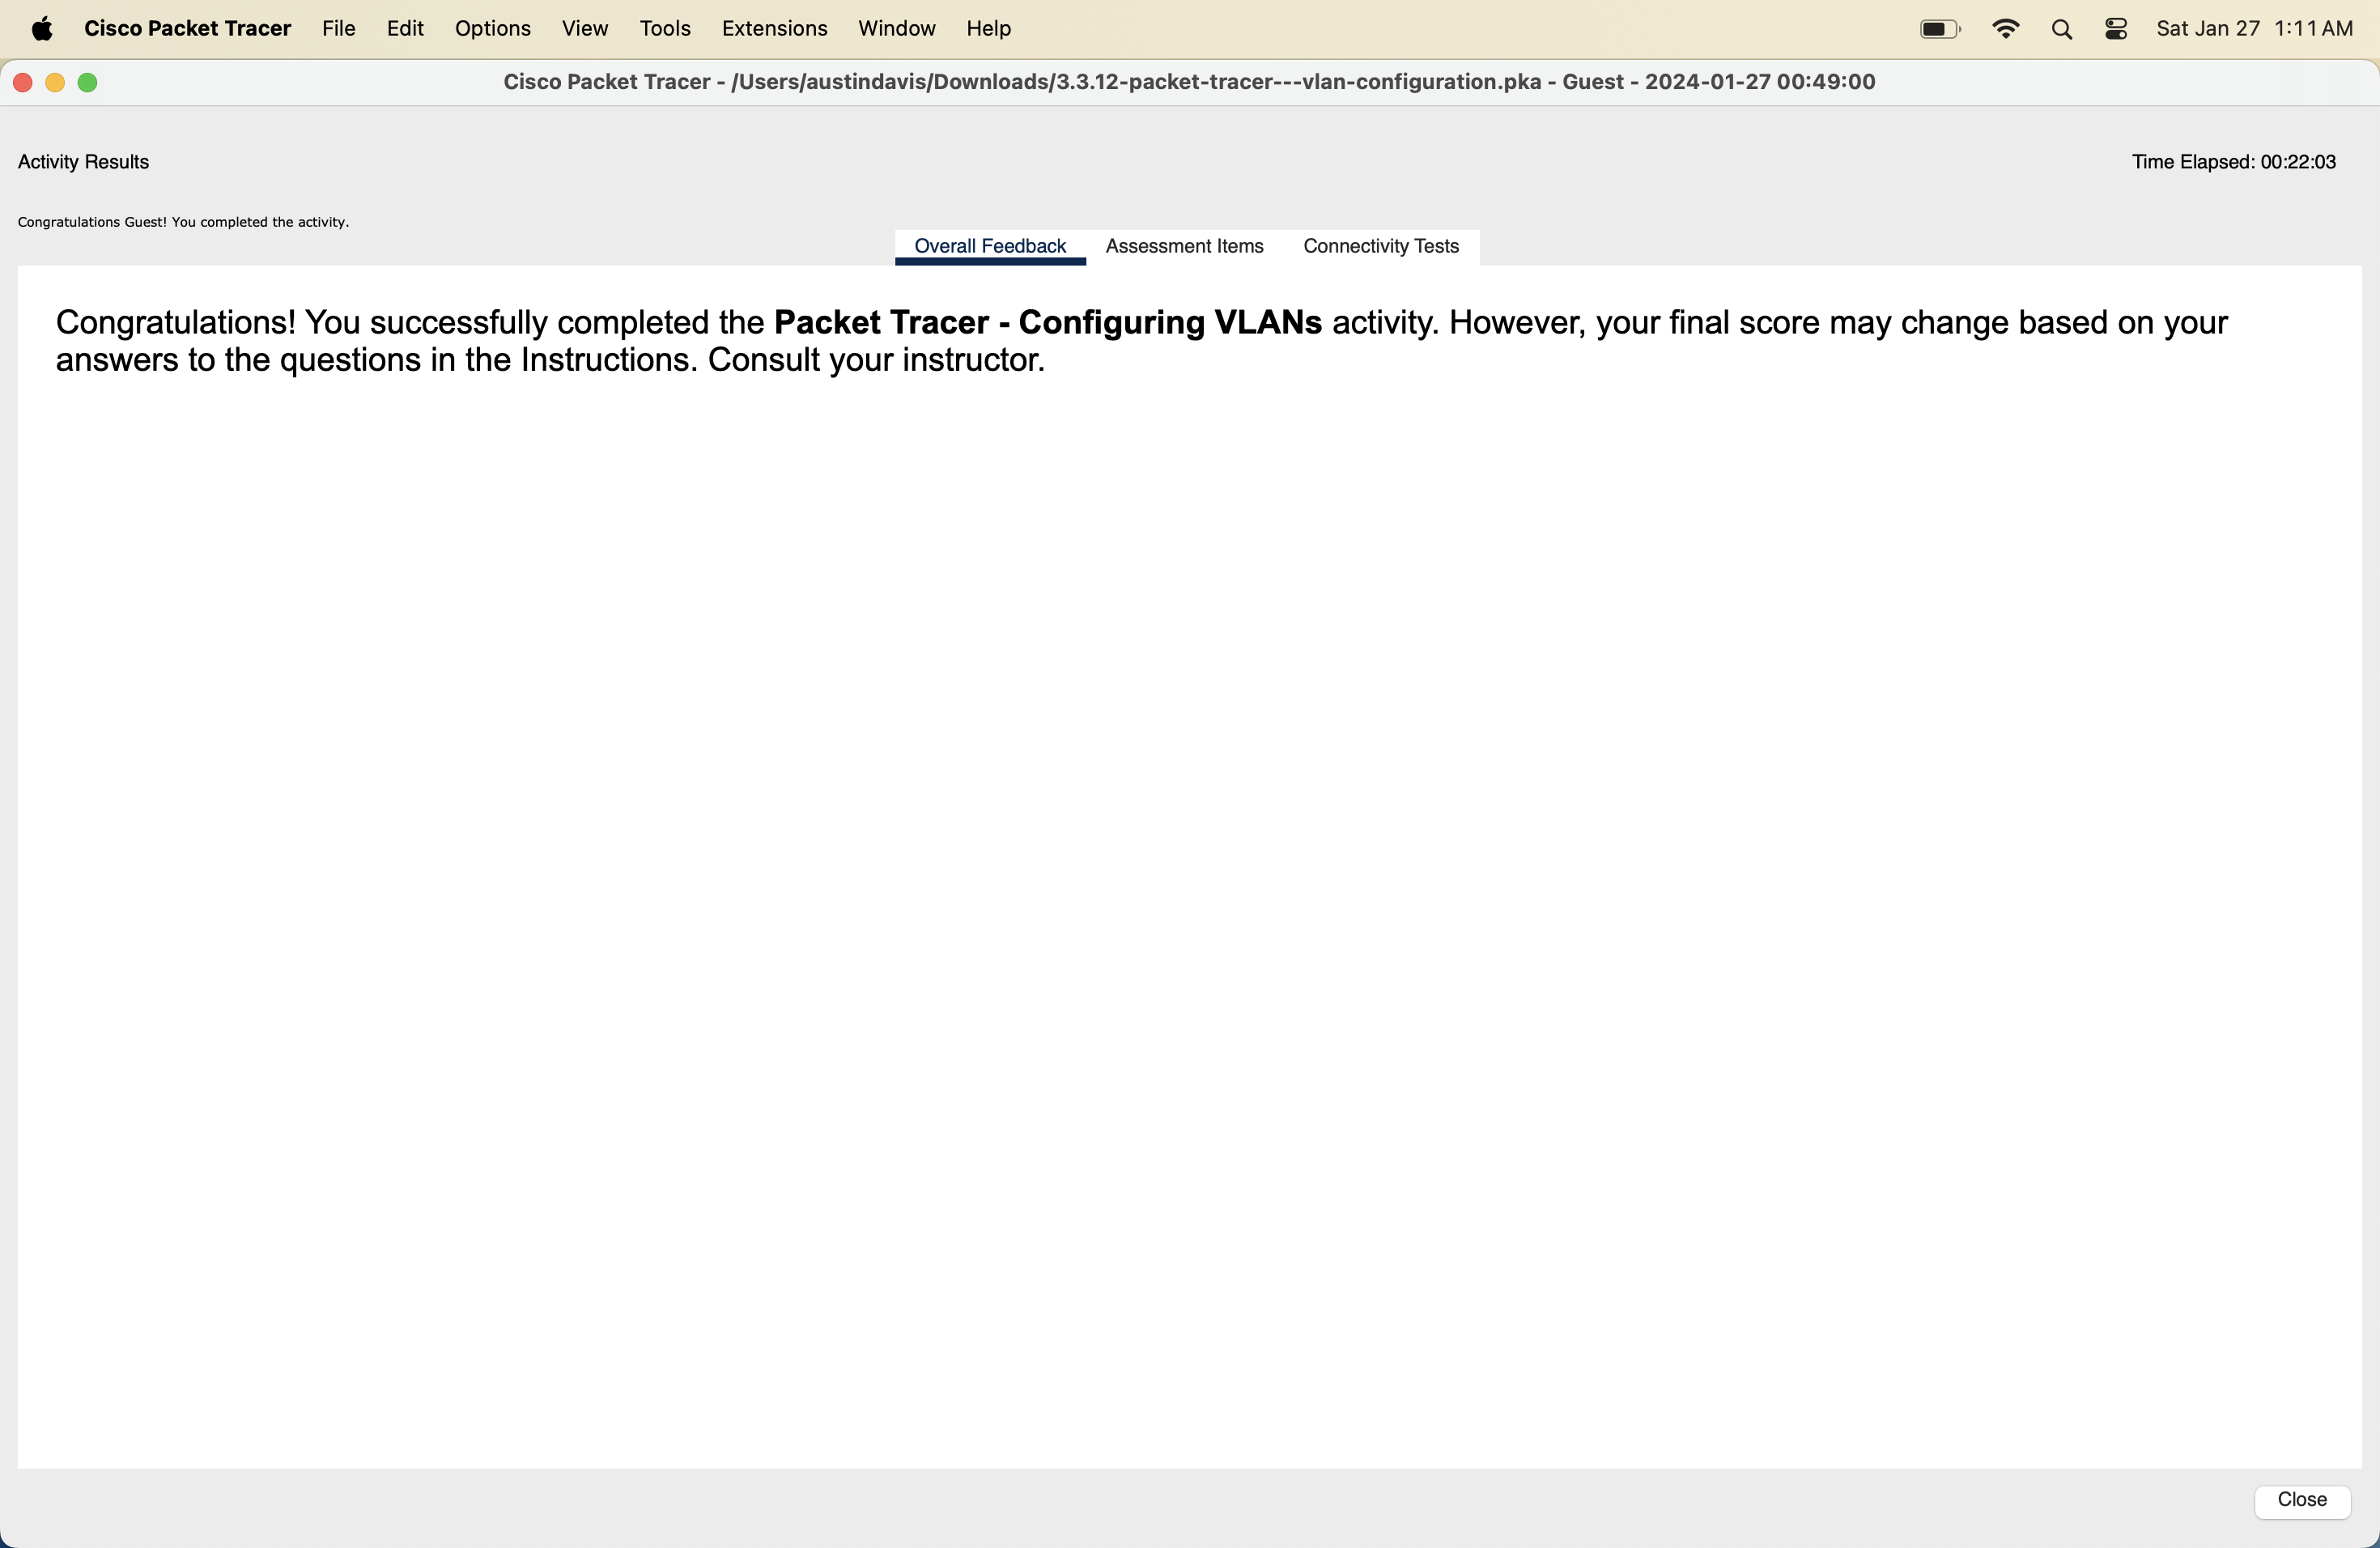 Cisco Packet Tracer File Edit Options View Tools Extensions Window Help Sat Jan 27 1:11 AM
Cisco Packet Tracer - /Users/austindavis/Downloads/3.3.12-packet-tracer---vlan-configuration.pka - Guest - 2024-01-27 00:49:00
Activity Results Time Elapsed: 00:22:03
Congratulations Guest! You completed the activity.
Overall Feedback Assessment Items Connectivity Tests
Congratulations! You successfully completed the Packet Tracer - Configuring VLANs activity. However, your final score may change based on your
answers to the questions in the Instructions. Consult your instructor.
Close